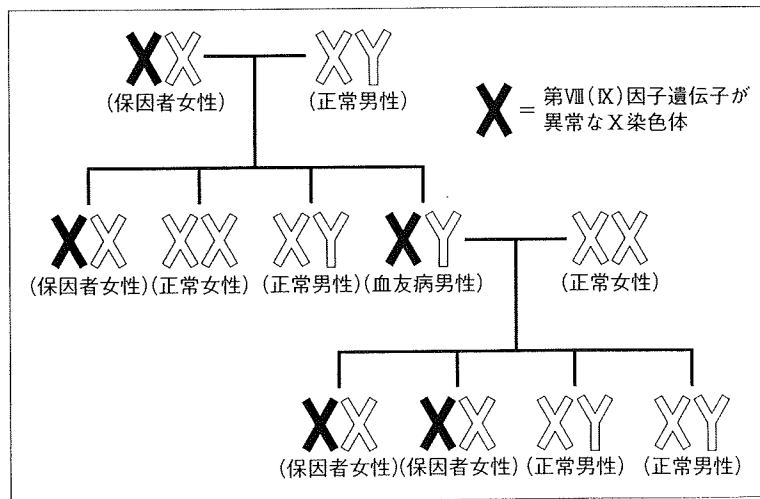 (保因者女性) (正常男性)
= 第Ⅷ(Ⅸ)因子遺伝子が
異常なX染色体
(保因者女性)(正常女性)(正常男性)(血友病男性) (正常女性)
(保因者女性)(保因者女性)(正常男性)(正常男性)